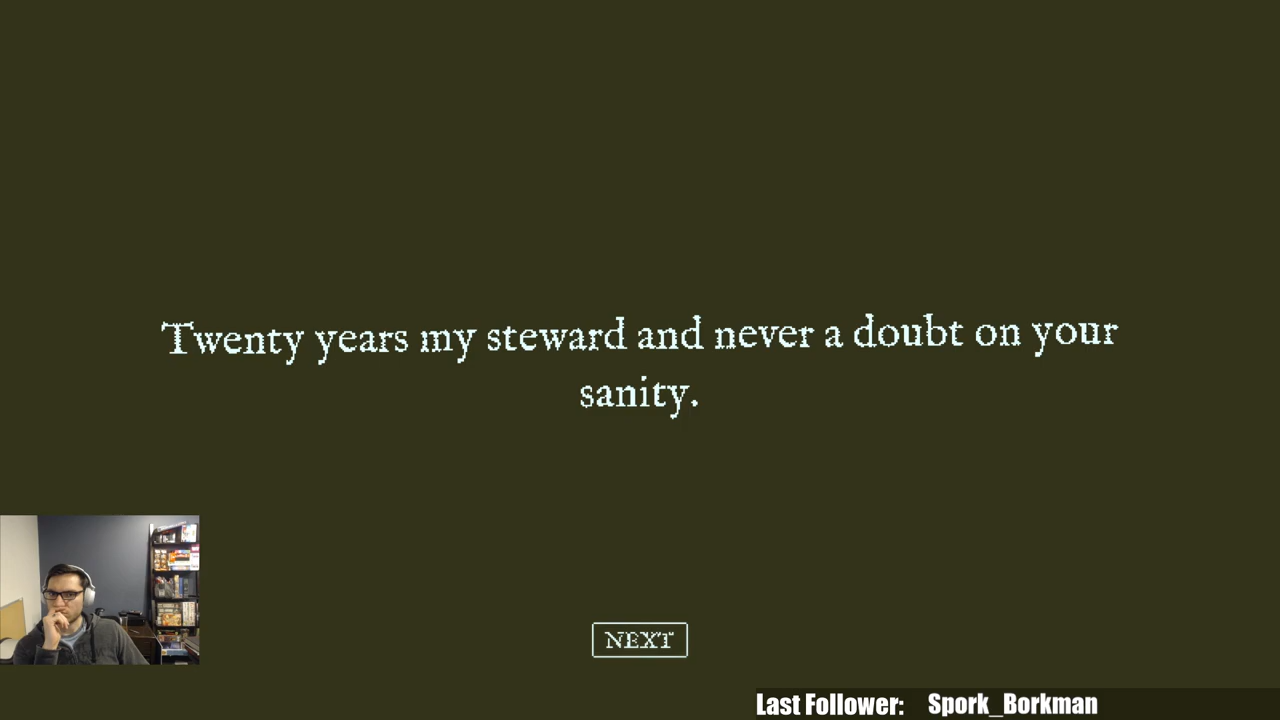 Twenty years my steward and never a doubt on your
sanity.
NEXT
Last Follower: Spork_Borkman